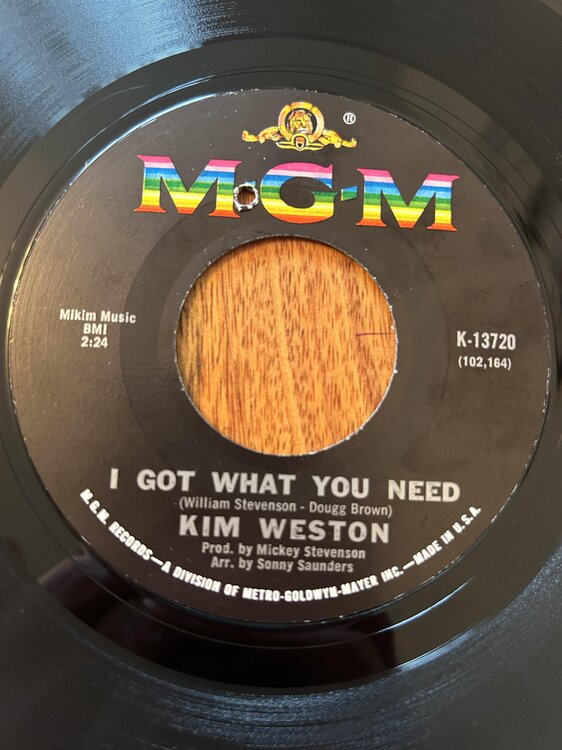 ®
M·G·M
Mikim Music
BMI
2:24
K-13720
(102,164)
I GOT WHAT YOU NEED
(William Stevenson - Dougg Brown)
KIM WESTON
Prod. by Mickey Stevenson
Arr. by Sonny Saunders
M.G.M. RECORDS—A DIVISION OF METRO-GOLDWYN-MAYER INC.—MADE IN U.S.A.